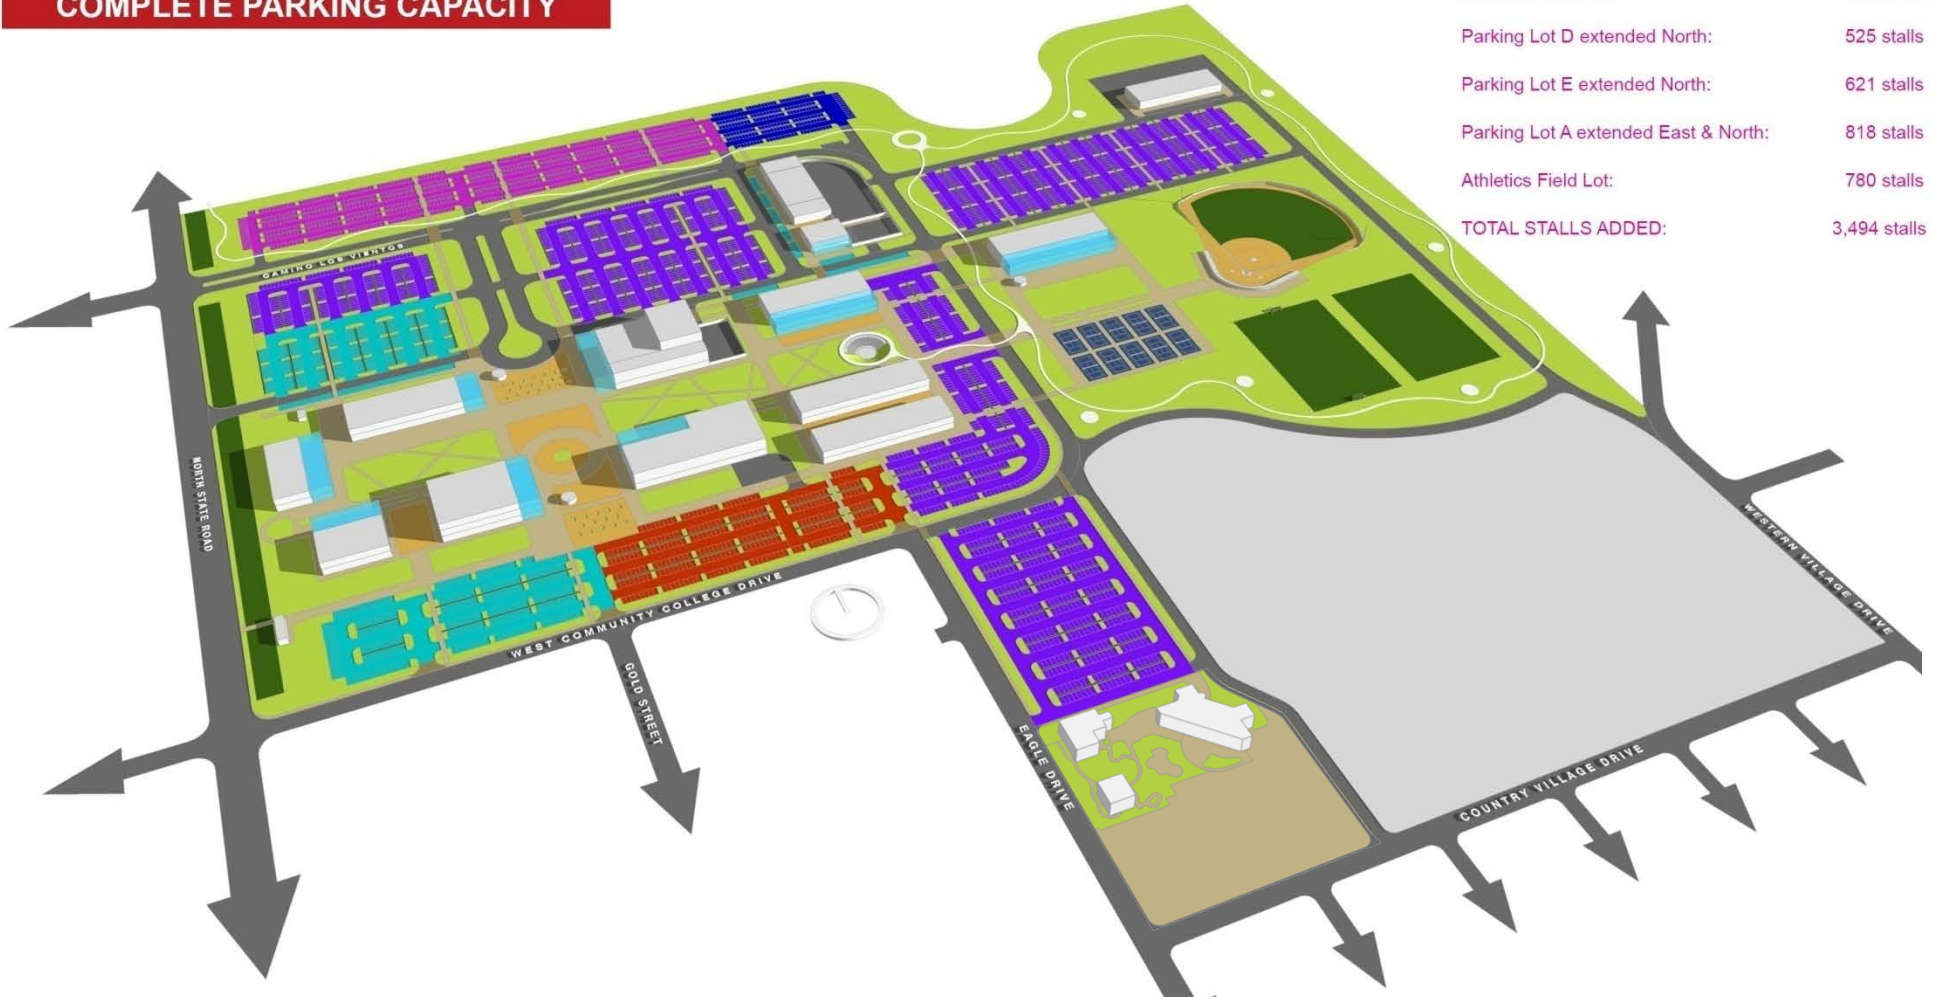 COMPLETE PARKING CAPACITY
Parking Lot D extended North: 525 stalls
Parking Lot E extended North: 621 stalls
Parking Lot A extended East & North: 818 stalls
Athletics Field Lot: 780 stalls
TOTAL STALLS ADDED: 3,494 stalls
CAMINO LOS VIENTOS
NORTH STATE ROAD
WEST COMMUNITY COLLEGE DRIVE
GOLD STREET
EAGLE DRIVE
WESTERN VILLAGE DRIVE
COUNTRY VILLAGE DRIVE